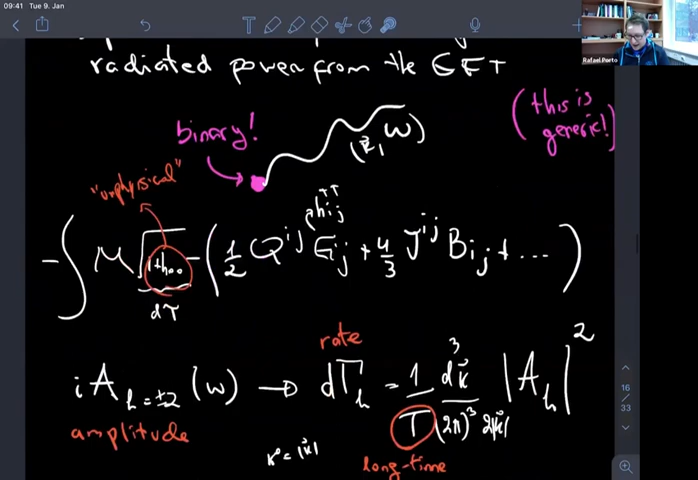 09:41 Tue 9. Jan
Rafael Porto
radiated power from the EFT
binary!
(k⃗, ω)
(this is generic!)
"unphysical"
h_ij^TT
-∫ M √(1+h₀₀) - (1/2 Q^ij E_ij + 4/3 J^ij B_ij + ...)
dτ
rate
iA_{h=±2}(ω) → dΓ_h = 1/T d³k⃗/((2π)³ 2|k⃗|) |A_h|²
amplitude
k⁰ = |k⃗|
long-time
16
33